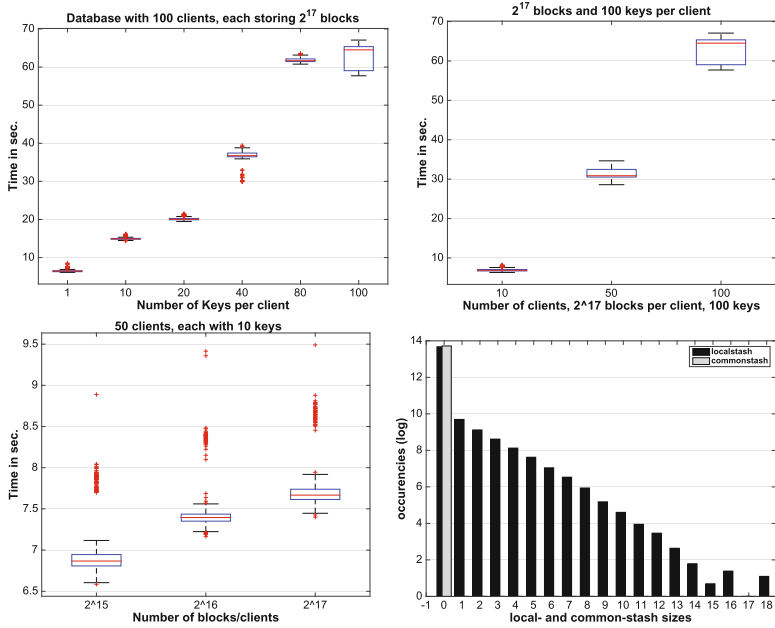 Database with 100 clients, each storing 2^17 blocks
70
60
50
40
30
20
10
Time in sec.
1 10 20 40 80 100
Number of Keys per client
2^17 blocks and 100 keys per client
70
60
50
40
30
20
10
Time in sec.
10 50 100
Number of clients, 2^17 blocks per client, 100 keys
50 clients, each with 10 keys
9.5
9
8.5
8
7.5
7
6.5
Time in sec.
2^15 2^16 2^17
Number of blocks/clients
14
12
10
8
6
4
2
0
occurencies (log)
localstash
commonstash
-1 0 1 2 3 4 5 6 7 8 9 10 11 12 13 14 15 16 17 18
local- and common-stash sizes